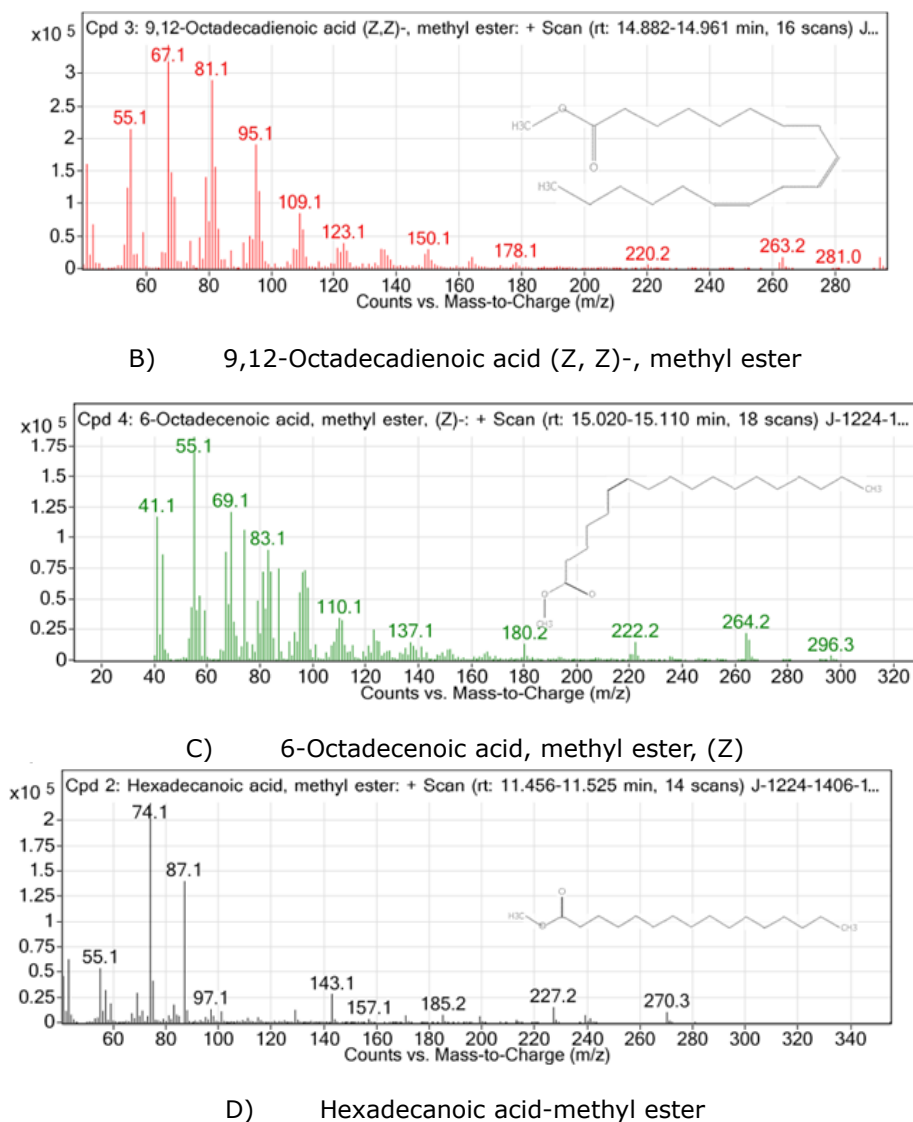 Cpd 3: 9,12-Octadecadienoic acid (Z,Z)-, methyl ester: + Scan (rt: 14.882-14.961 min, 16 scans) J...
x10 5
3
2.5
2
1.5
1
0.5
0
67.1
81.1
55.1
95.1
109.1
123.1
150.1
178.1
220.2
263.2
281.0
H3C
O
O
H3C
60 80 100 120 140 160 180 200 220 240 260 280
Counts vs. Mass-to-Charge (m/z)
B) 9,12-Octadecadienoic acid (Z, Z)-, methyl ester
Cpd 4: 6-Octadecenoic acid, methyl ester, (Z)-: + Scan (rt: 15.020-15.110 min, 18 scans) J-1224-1...
x10 5
1.75
1.5
1.25
1
0.75
0.5
0.25
0
55.1
41.1
69.1
83.1
110.1
137.1
180.2
222.2
264.2
296.3
CH3
O
O
CH3
20 40 60 80 100 120 140 160 180 200 220 240 260 280 300 320
Counts vs. Mass-to-Charge (m/z)
C) 6-Octadecenoic acid, methyl ester, (Z)
Cpd 2: Hexadecanoic acid, methyl ester: + Scan (rt: 11.456-11.525 min, 14 scans) J-1224-1406-1...
x10 5
2
1.75
1.5
1.25
1
0.75
0.5
0.25
0
74.1
87.1
55.1
97.1
143.1
157.1
185.2
227.2
270.3
O
H3C
O
CH3
60 80 100 120 140 160 180 200 220 240 260 280 300 320 340
Counts vs. Mass-to-Charge (m/z)
D) Hexadecanoic acid-methyl ester